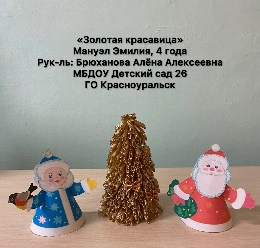 «Золотая красавица»
Мануэл Эмилия, 4 года
Рук-ль: Брюханова Алёна Алексеевна
МБДОУ Детский сад 26
ГО Красноуральск